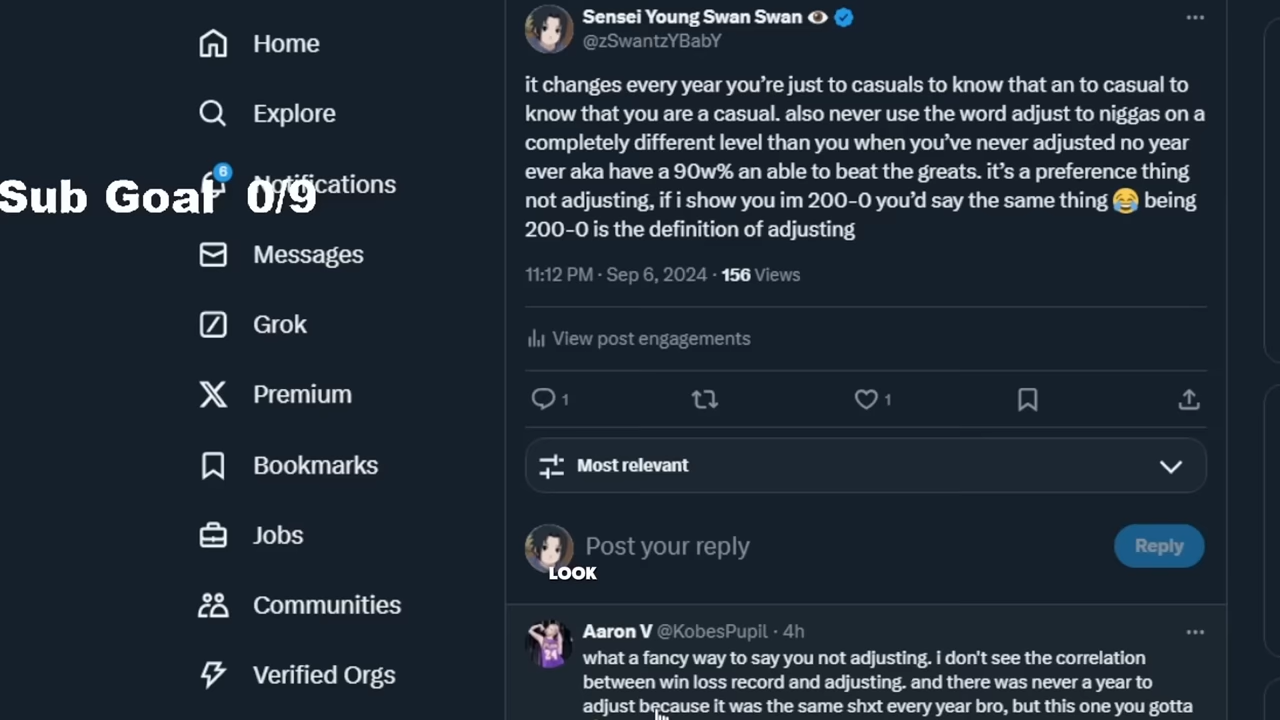 Sensei Young Swan Swan 👁
@zSwantzYBabY
it changes every year you’re just to casuals to know that an to casual to
know that you are a casual. also never use the word adjust to niggas on a
completely different level than you when you’ve never adjusted no year
ever aka have a 90w% an able to beat the greats. it’s a preference thing
not adjusting, if i show you im 200-0 you’d say the same thing 😂 being
200-0 is the definition of adjusting
11:12 PM · Sep 6, 2024 · 156 Views
View post engagements
1
1
Most relevant
Post your reply
Reply
LOOK
Aaron V @KobesPupil · 4h
what a fancy way to say you not adjusting. i don't see the correlation
between win loss record and adjusting. and there was never a year to
adjust because it was the same shxt every year bro, but this one you gotta
Home
Explore
6
Notifications
Sub Goal 0/9
Messages
Grok
Premium
Bookmarks
Jobs
Communities
Verified Orgs